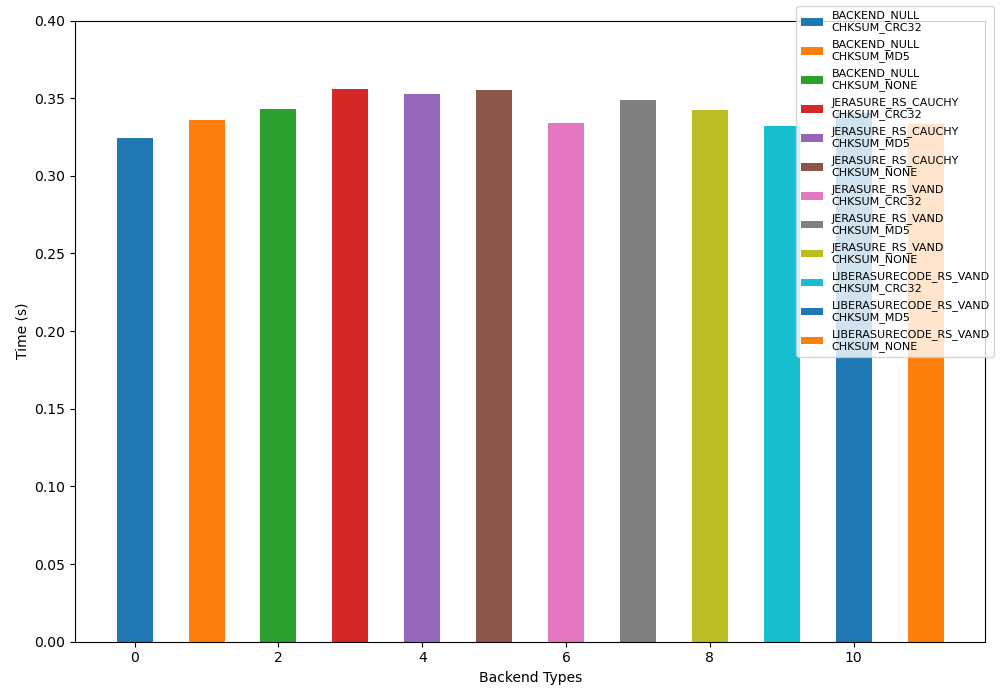 0.40
0.35
0.30
0.25
0.20
0.15
0.10
0.05
0.00
Time (s)
0
2
4
6
8
10
Backend Types
BACKEND_NULL
CHKSUM_CRC32
BACKEND_NULL
CHKSUM_MD5
BACKEND_NULL
CHKSUM_NONE
JERASURE_RS_CAUCHY
CHKSUM_CRC32
JERASURE_RS_CAUCHY
CHKSUM_MD5
JERASURE_RS_CAUCHY
CHKSUM_NONE
JERASURE_RS_VAND
CHKSUM_CRC32
JERASURE_RS_VAND
CHKSUM_MD5
JERASURE_RS_VAND
CHKSUM_NONE
LIBERASURECODE_RS_VAND
CHKSUM_CRC32
LIBERASURECODE_RS_VAND
CHKSUM_MD5
LIBERASURECODE_RS_VAND
CHKSUM_NONE